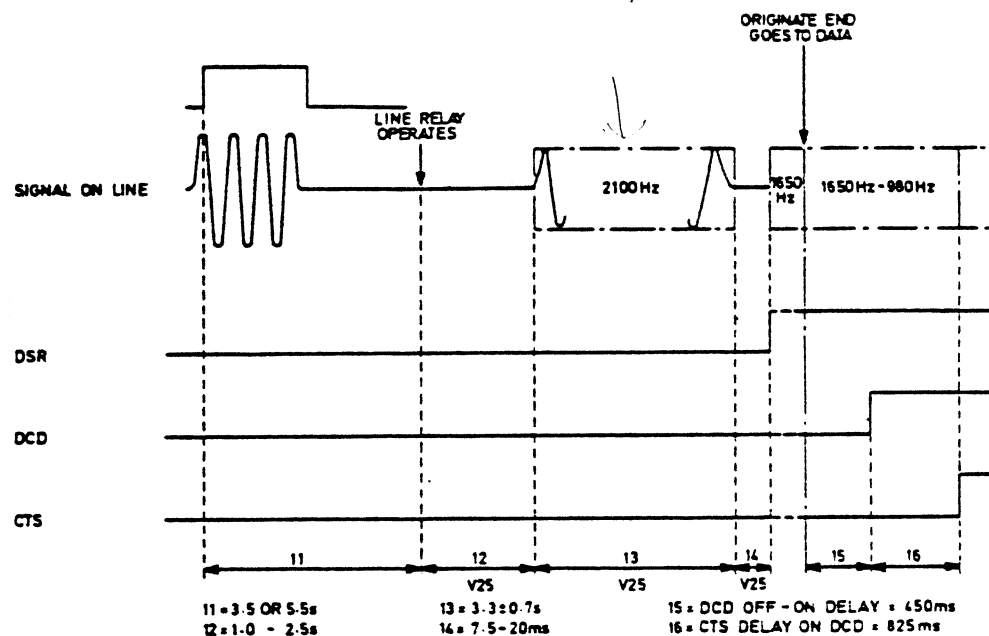 ORIGINATE END
GOES TO DATA
LINE RELAY
OPERATES
SIGNAL ON LINE
2100Hz
1650
Hz
1650Hz-980Hz
DSR
DCD
CTS
11
12
13
14
15
16
V25
V25
V25
11=3.5 OR 5.5s
13=3.3±0.7s
15= DCD OFF-ON DELAY = 450ms
12=1.0 - 2.5s
14=7.5-20ms
16= CTS DELAY ON DCD = 825ms